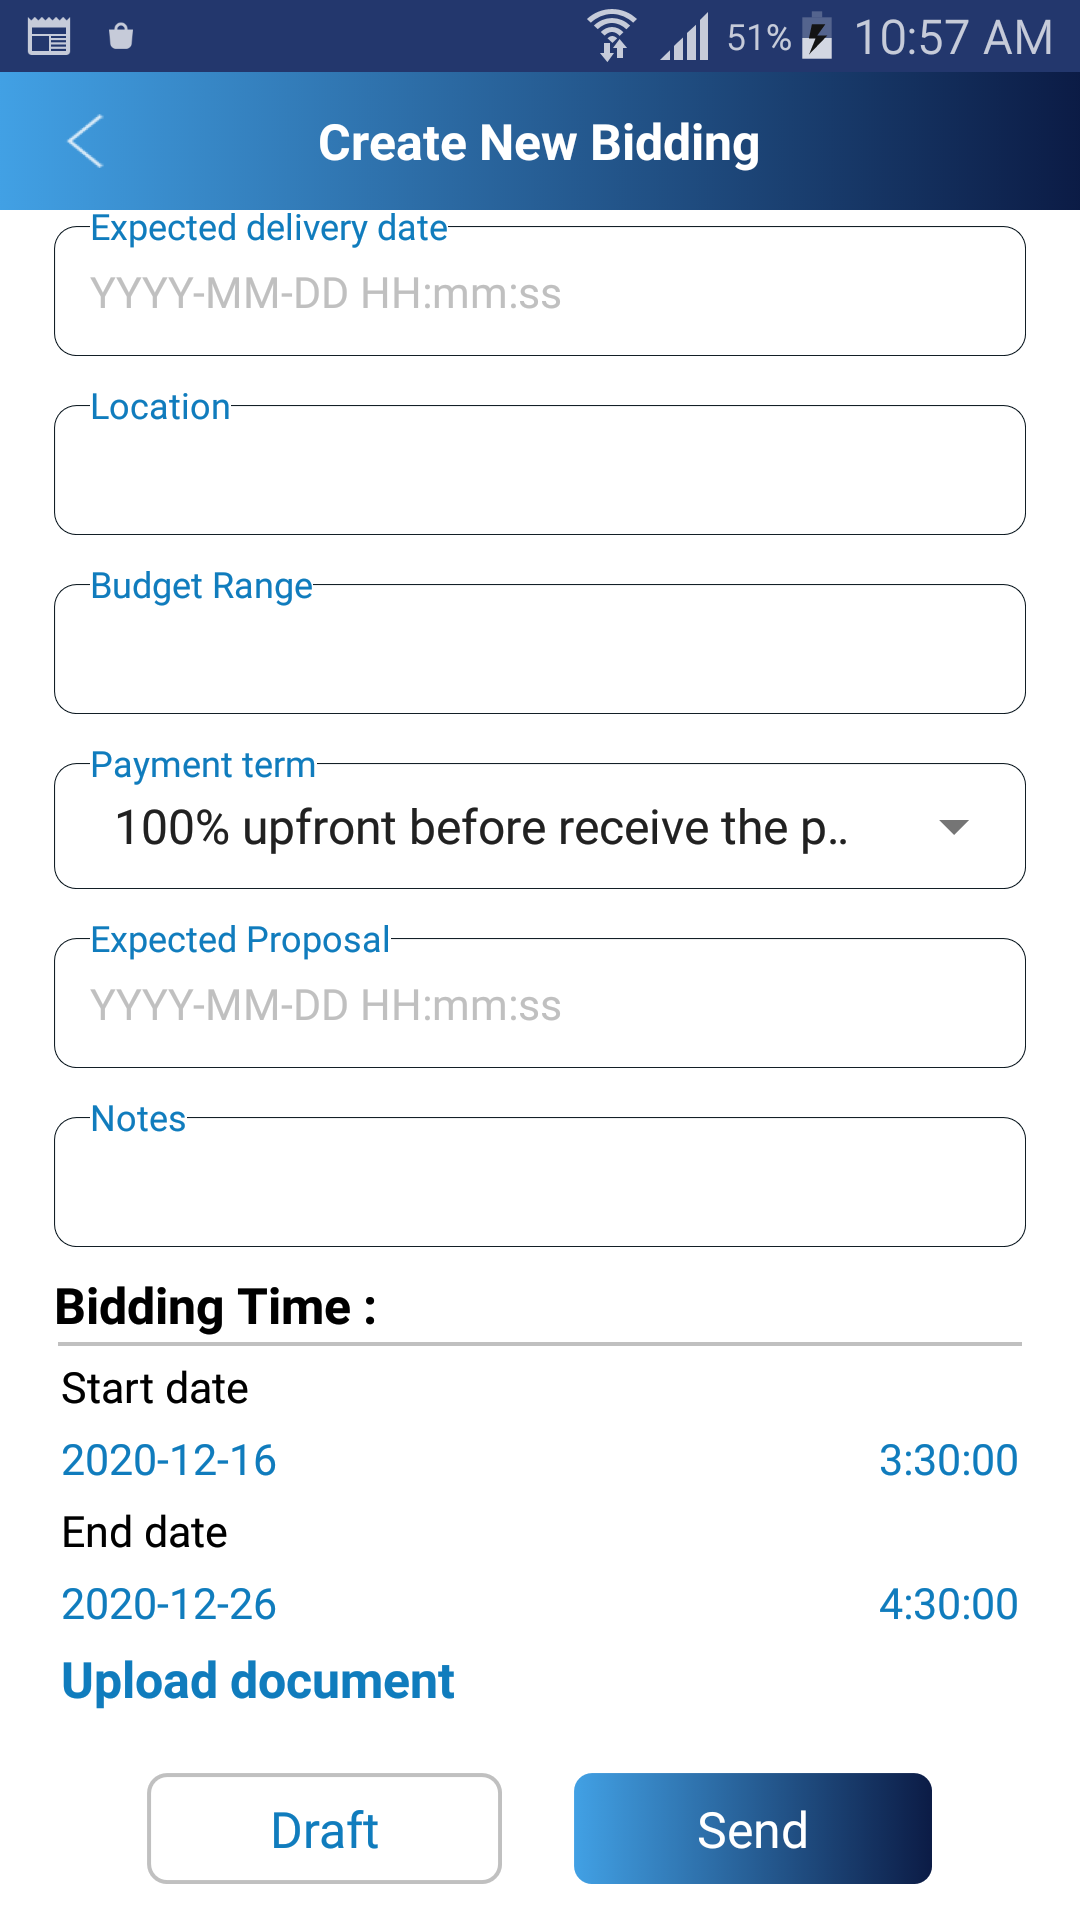 51% 10:57 AM
Create New Bidding
Expected delivery date
YYYY-MM-DD HH:mm:ss
Location
Budget Range
Payment term
100% upfront before receive the p..
Expected Proposal
YYYY-MM-DD HH:mm:ss
Notes
Bidding Time :
Start date
2020-12-16 3:30:00
End date
2020-12-26 4:30:00
Upload document
Draft Send